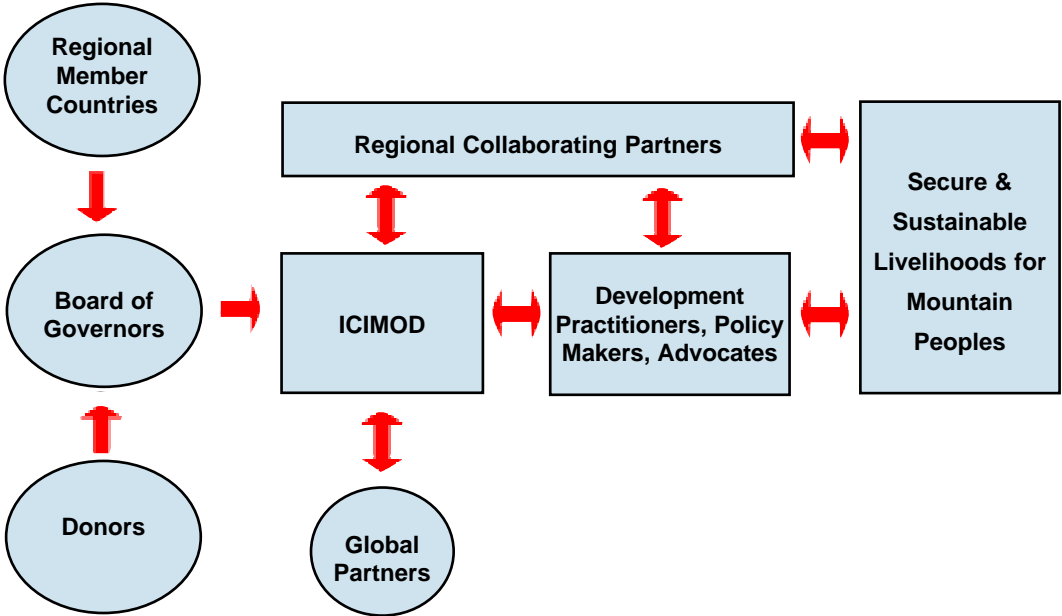 Regional
Member
Countries
Regional Collaborating Partners
Secure &
Sustainable
Livelihoods for
Mountain
Peoples
Board of
Governors
ICIMOD
Development
Practitioners, Policy
Makers, Advocates
Donors
Global
Partners